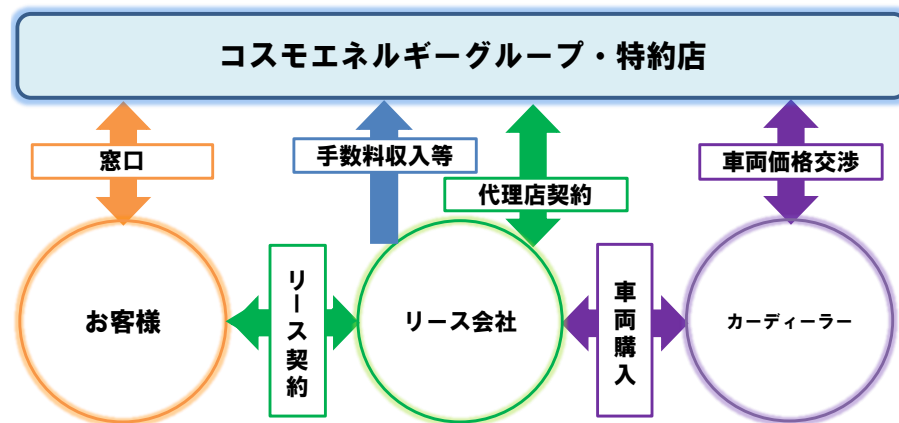 コスモエネルギーグループ・特約店
窓口
手数料収入等
代理店契約
車両価格交渉
お客様
リース契約
リース会社
車両購入
カーディーラー